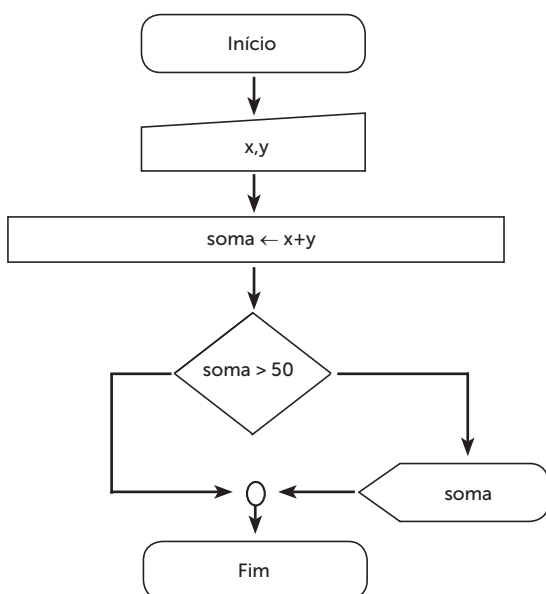 Início
x,y
soma ← x+y
soma > 50
soma
Fim